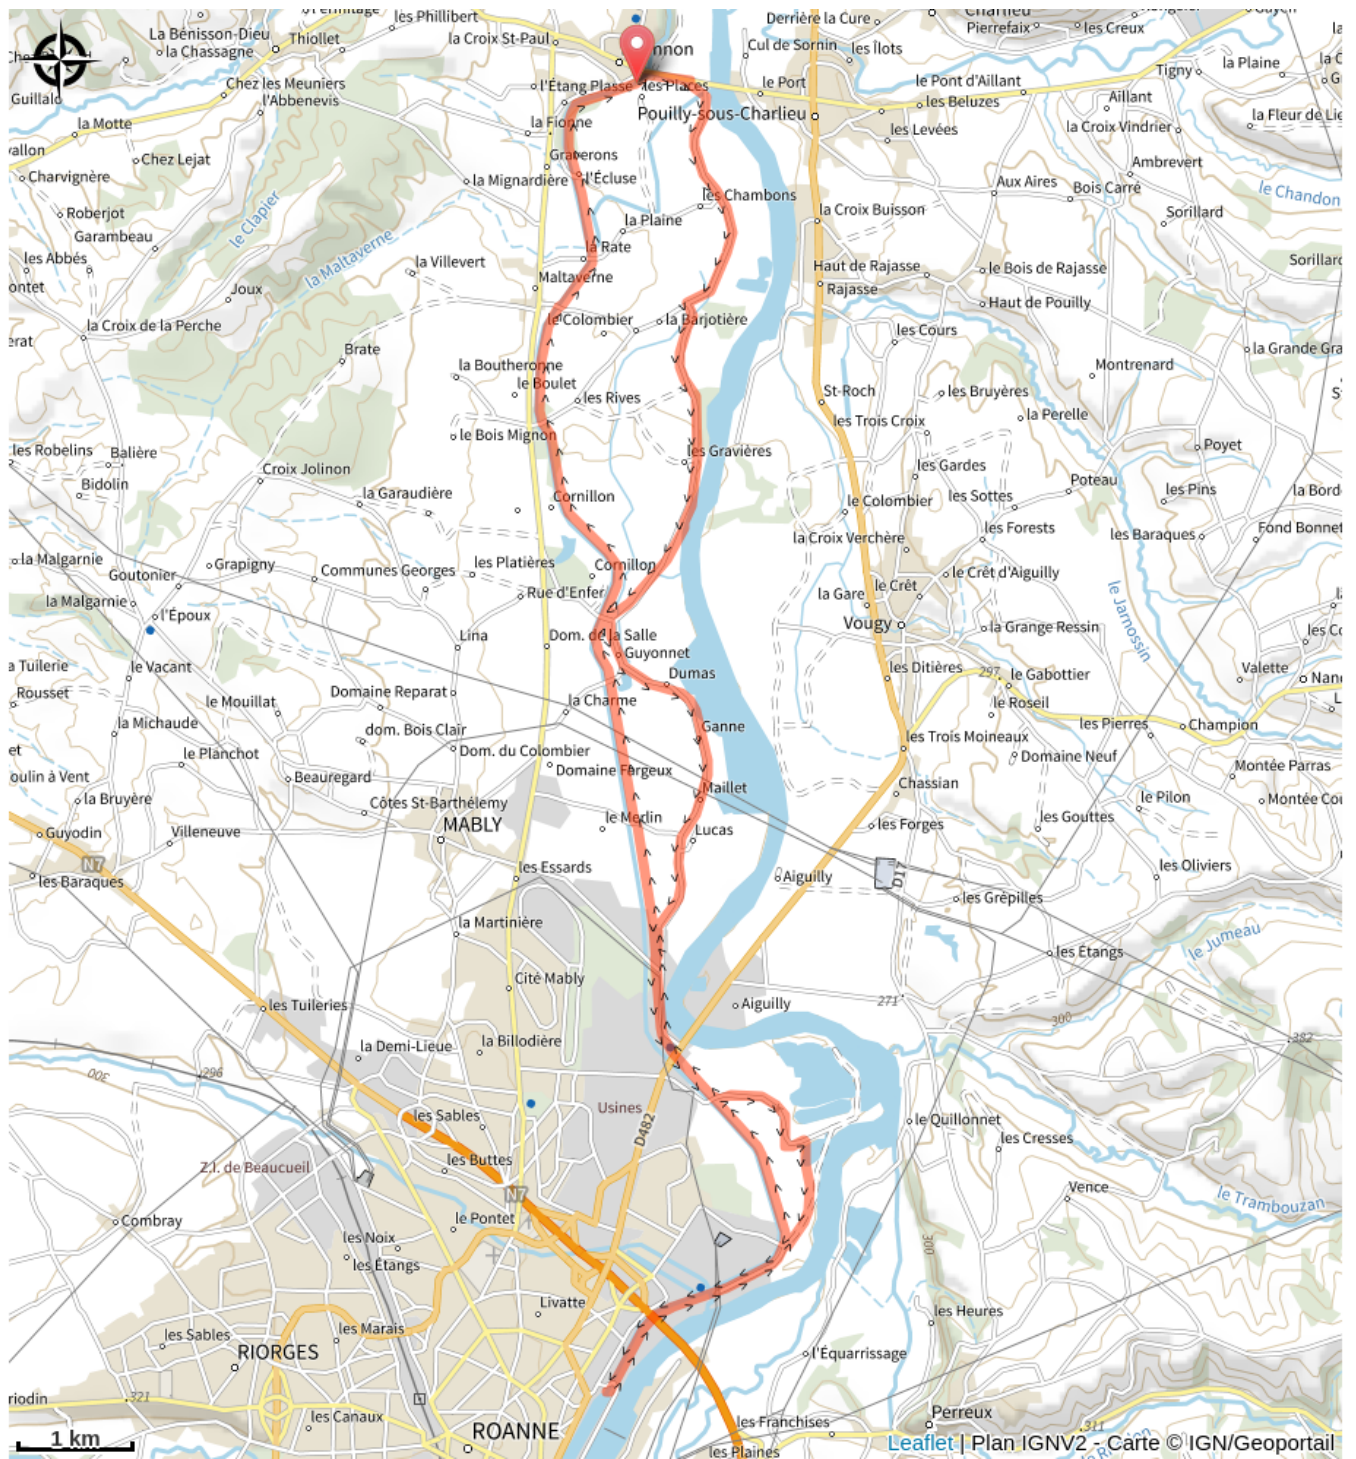 l'Ermitage
les Phillibert
Derrière la Cure
Charlieu
Pierrefaix
les Creux
La Bénisson-Dieu
Thiollet
la Croix St-Paul
Cul de Sornin
les Îlots
la Chassagne
la Plaine
Tigny
Chez les Meuniers
l'Étang Plasse
les Places
le Port
le Pont d'Aillant
l'Abbenevis
les Beluzes
Aillant
Pouilly-sous-Charlieu
la Fleur de Lie
la Motte
la Fionne
les Levées
la Croix Vindrier
Chez Lejat
Graverons
Ambrevert
Charvignère
la Mignardière
l'Écluse
les Chambons
Aux Aires
Bois Carré
le Chandon
Roberjot
le Clapier
la Plaine
la Croix Buisson
Sorillard
Garambeau
la Maltaverne
la Rate
les Abbés
la Villevert
Maltaverne
Haut de Rajasse
le Bois de Rajasse
Sorillard
Joux
Rajasse
Haut de Pouilly
la Croix de la Perche
le Colombier
la Barjotière
les Cours
Brate
la Boutheronne
Montrenard
la Grande Gra
le Boulet
les Rives
St-Roch
les Bruyères
les Trois Croix
la Perelle
les Robelins
Balière
le Bois Mignon
les Gravières
Poyet
Croix Jolinon
les Gardes
Bidolin
la Garaudière
Cornillon
le Colombier
les Sottes
Poteau
les Pins
la Bord
la Croix Verchère
les Forests
les Baraques
Fond Bonnet
la Malgarnie
Goutonier
Grapigny
Communes Georges
les Platières
Cornillon
le Crêt
le Crêt d'Aiguilly
la Malgarnie
l'Époux
Rue d'Enfer
la Gare
le Jarnossin
Lina
Dom. de la Salle
Vougy
la Grange Ressin
a Tuilerie
le Vacant
Guyonnet
Dumas
les Ditières
297
le Gabottier
Valette
Rousset
le Mouillat
Domaine Reparat
la Charme
le Roseil
la Michaude
dom. Bois Clair
Ganne
les Trois Moineaux
les Pierres
Champion
le Planchot
Dom. du Colombier
Domaine Neuf
oulin à Vent
Beauregard
Domaine Fargeux
Maillet
Chassian
Montée Parras
la Bruyère
Côtes St-Barthélemy
le Pilon
Montée Cou
Guyodin
Villeneuve
MABLY
le Merlin
Lucas
les Forges
les Gouttes
N7
les Baraques
les Essards
Aiguilly
D17
les Oliviers
les Grèpilles
la Martinière
le Jumeau
les Étangs
Cité Mably
les Tuileries
Aiguilly
271
300
la Demi-Lieue
la Billodière
382
296
300
les Sables
Usines
le Quillonnet
D482
les Cresses
les Buttes
Z.I. de Beaucueil
N7
Vence
le Trambouzan
Combray
le Pontet
les Noix
300
les Étangs
Livatte
les Heures
les Sables
les Marais
RIORGES
l'Équarrissage
riodin
321
les Canaux
ROANNE
les Franchises
Perreux
311
1 km
les Plaines
Leaflet | Plan IGNV2 - Carte © IGN/Geoportail